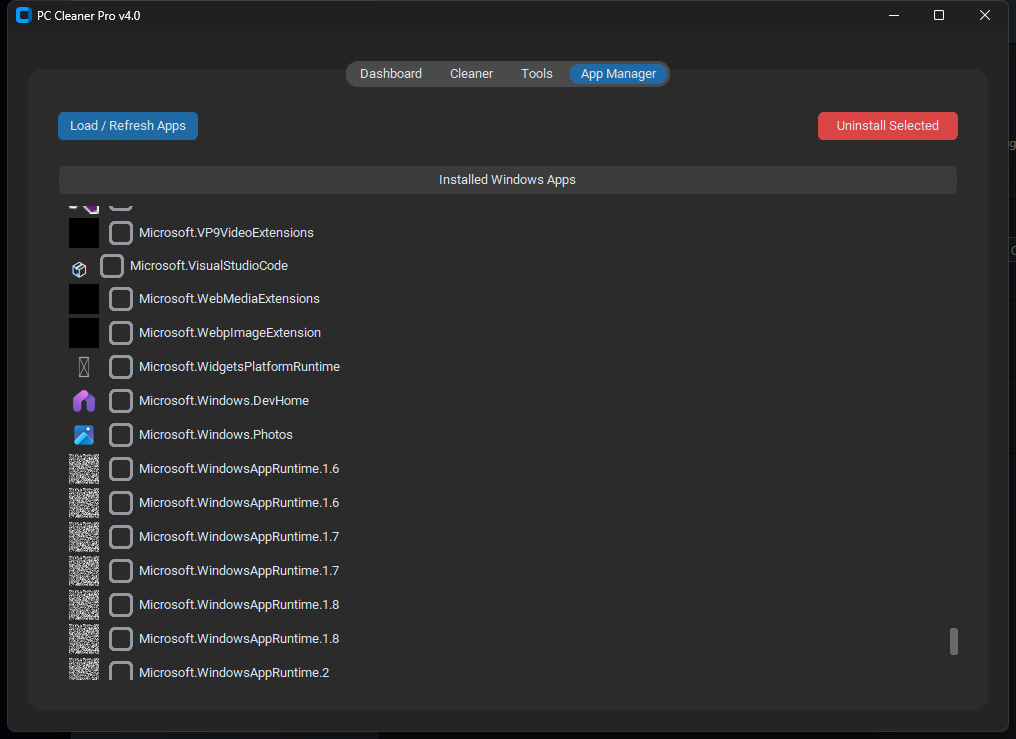 PC Cleaner Pro v4.0
Dashboard Cleaner Tools App Manager
Load / Refresh Apps Uninstall Selected
Installed Windows Apps
Microsoft.VP9VideoExtensions
Microsoft.VisualStudioCode
Microsoft.WebMediaExtensions
Microsoft.WebpImageExtension
Microsoft.WidgetsPlatformRuntime
Microsoft.Windows.DevHome
Microsoft.Windows.Photos
Microsoft.WindowsAppRuntime.1.6
Microsoft.WindowsAppRuntime.1.6
Microsoft.WindowsAppRuntime.1.7
Microsoft.WindowsAppRuntime.1.7
Microsoft.WindowsAppRuntime.1.8
Microsoft.WindowsAppRuntime.1.8
Microsoft.WindowsAppRuntime.2